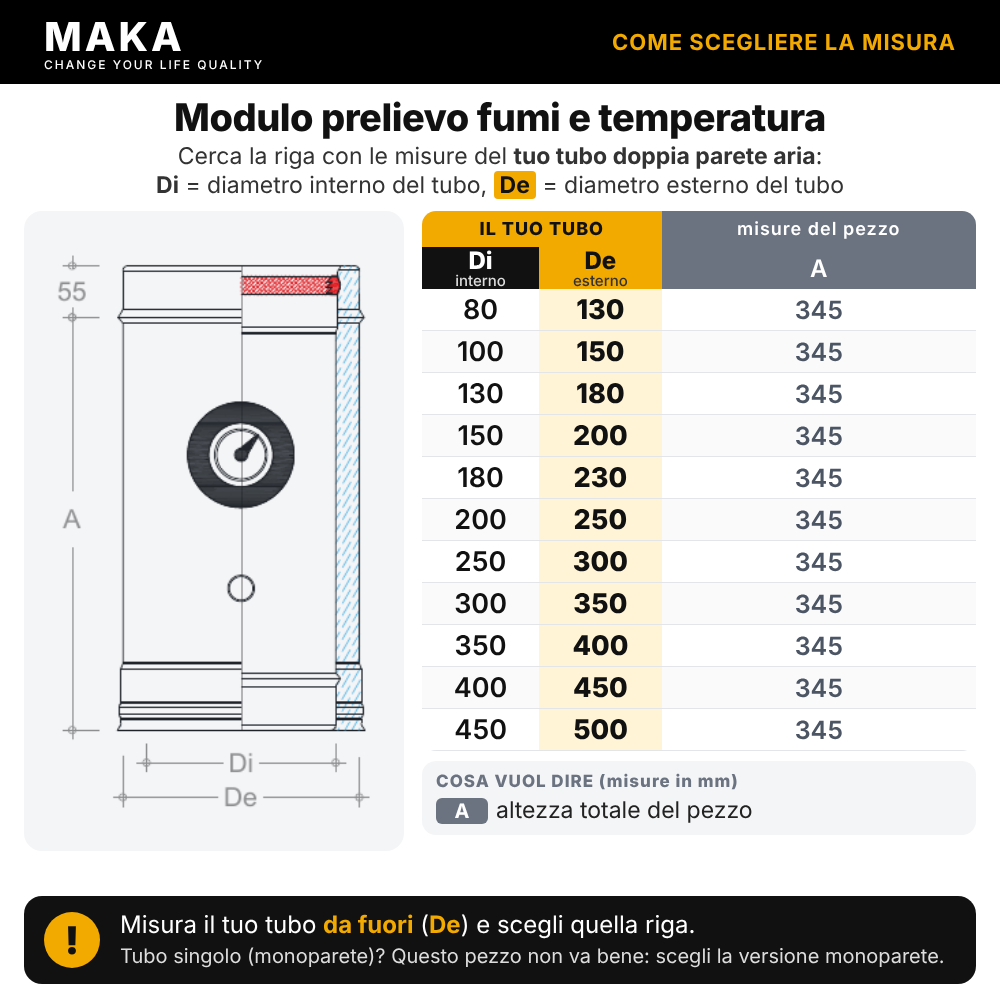 MAKA
CHANGE YOUR LIFE QUALITY
COME SCEGLIERE LA MISURA
Modulo prelievo fumi e temperatura
Cerca la riga con le misure del tuo tubo doppia parete aria:
Di = diametro interno del tubo, De = diametro esterno del tubo
55
A
Di
De
IL TUO TUBO misure del pezzo
Di De A
interno esterno
80 130 345
100 150 345
130 180 345
150 200 345
180 230 345
200 250 345
250 300 345
300 350 345
350 400 345
400 450 345
450 500 345
COSA VUOL DIRE (misure in mm)
A altezza totale del pezzo
! Misura il tuo tubo da fuori (De) e scegli quella riga.
Tubo singolo (monoparete)? Questo pezzo non va bene: scegli la versione monoparete.